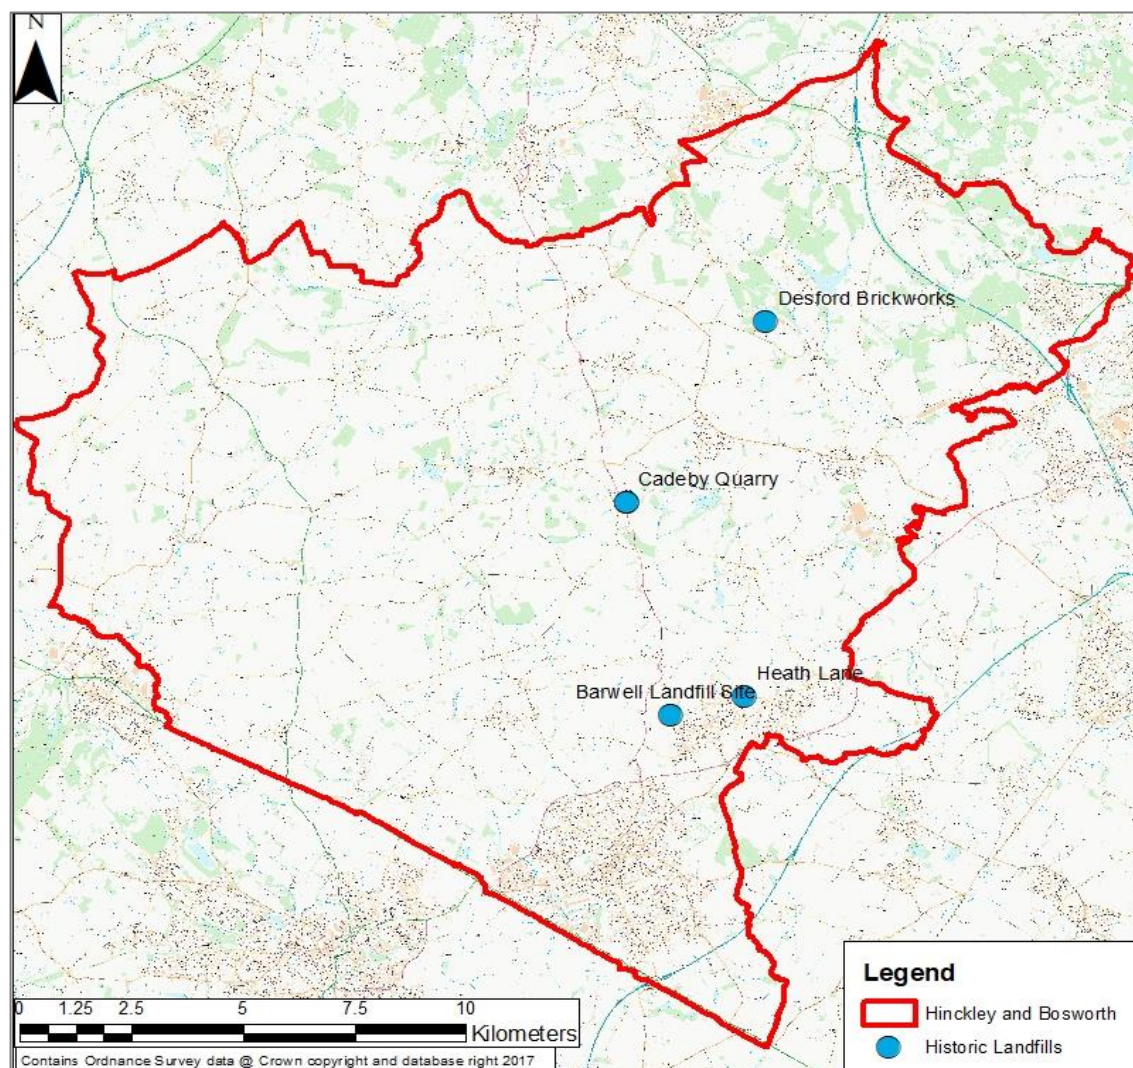 N
Desford Brickworks
Cadeby Quarry
Heath Lane
Barwell Landfill Site
Legend
Hinckley and Bosworth
Historic Landfills
0 1.25 2.5 5 7.5 10
Kilometers
Contains Ordnance Survey data @ Crown copyright and database right 2017